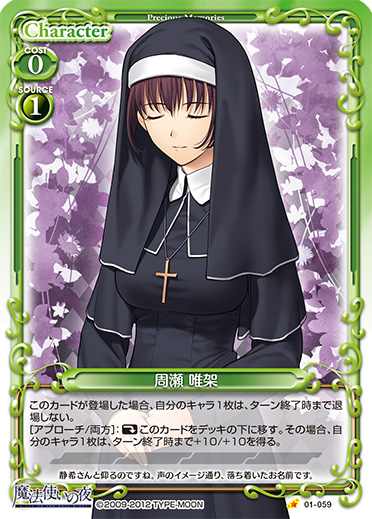 Precious Memories
Character
COST
0
SOURCE
1
周瀬 唯架
このカードが登場した場合、自分のキャラ1枚は、ターン終了時まで退
場しない。
[アプローチ/両方]: このカードをデッキの下に移す。その場合、自
分のキャラ1枚は、ターン終了時まで+10/+10を得る。
静希さんと仰るのですね。声のイメージ通り、落ち着いたお名前です。
魔法使いの夜
©2009-2012 TYPE-MOON
01-059